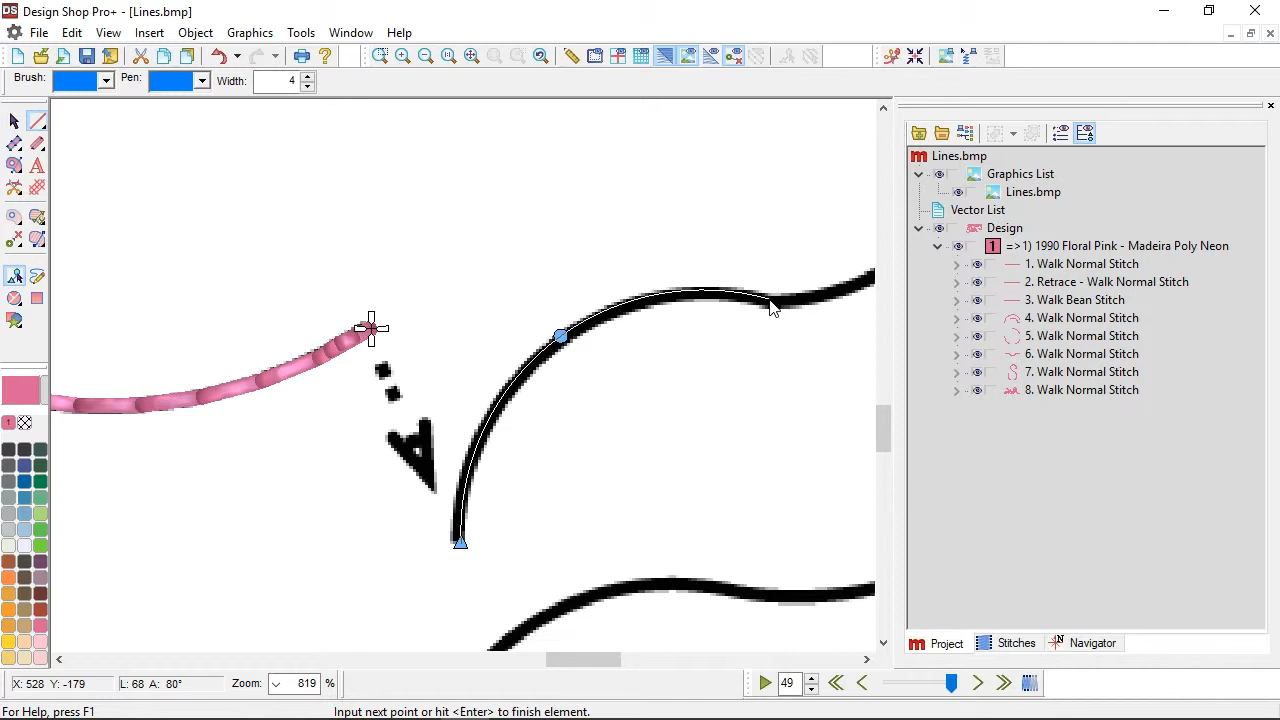 DS Design Shop Pro+ - [Lines.bmp]
File Edit View Insert Object Graphics Tools Window Help
Brush: Pen: Width: 4
m Lines.bmp
Graphics List
Lines.bmp
Vector List
Design
1 =>1) 1990 Floral Pink - Madeira Poly Neon
1. Walk Normal Stitch
2. Retrace - Walk Normal Stitch
3. Walk Bean Stitch
4. Walk Normal Stitch
5. Walk Normal Stitch
6. Walk Normal Stitch
7. Walk Normal Stitch
8. Walk Normal Stitch
1
m Project Stitches Navigator
X: 528 Y: -179 L: 68 A: 80° Zoom: 819 % 49
For Help, press F1 Input next point or hit <Enter> to finish element.